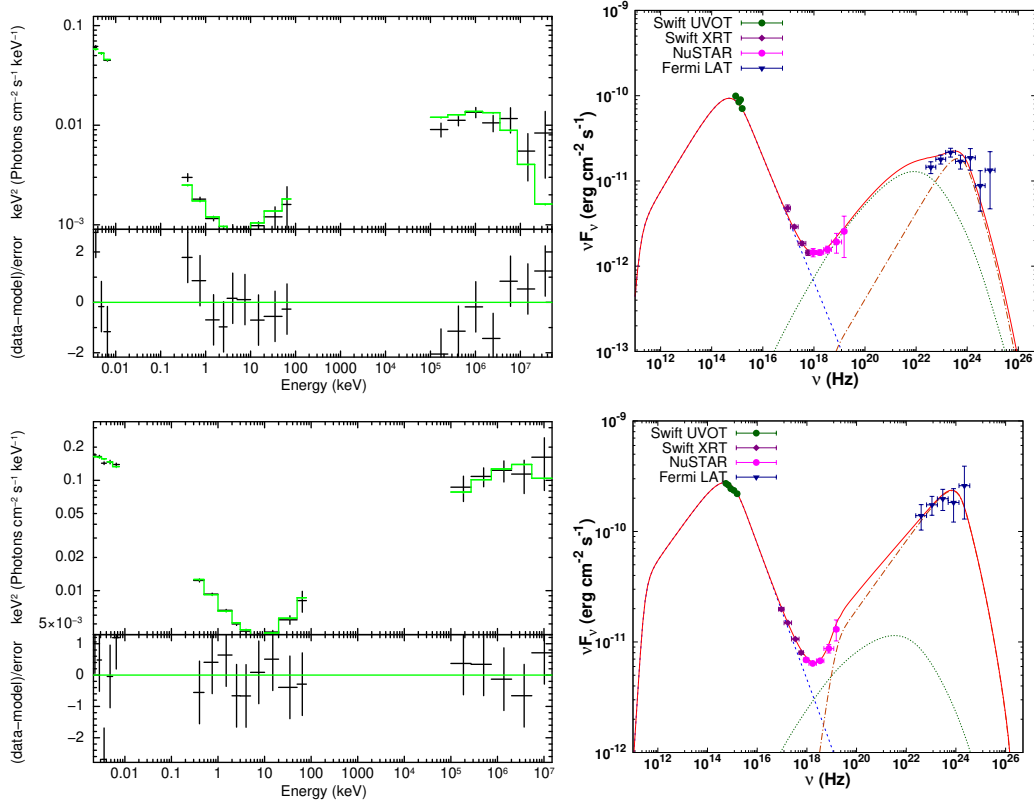 keV² (Photons cm⁻² s⁻¹ keV⁻¹)
0.1
0.01
10⁻³
(data−model)/error
2
0
−2
0.01 0.1 1 10 100 1000 10⁴ 10⁵ 10⁶ 10⁷
Energy (keV)
νFν (erg cm⁻² s⁻¹)
10⁻⁹
10⁻¹⁰
10⁻¹¹
10⁻¹²
10⁻¹³
Swift UVOT
Swift XRT
NuSTAR
Fermi LAT
10¹² 10¹⁴ 10¹⁶ 10¹⁸ 10²⁰ 10²² 10²⁴ 10²⁶
ν (Hz)
keV² (Photons cm⁻² s⁻¹ keV⁻¹)
0.2
0.1
0.05
0.02
0.01
5×10⁻³
(data−model)/error
1
0
−1
−2
0.01 0.1 1 10 100 1000 10⁴ 10⁵ 10⁶ 10⁷
Energy (keV)
νFν (erg cm⁻² s⁻¹)
10⁻⁹
10⁻¹⁰
10⁻¹¹
10⁻¹²
Swift UVOT
Swift XRT
NuSTAR
Fermi LAT
10¹² 10¹⁴ 10¹⁶ 10¹⁸ 10²⁰ 10²² 10²⁴ 10²⁶
ν (Hz)